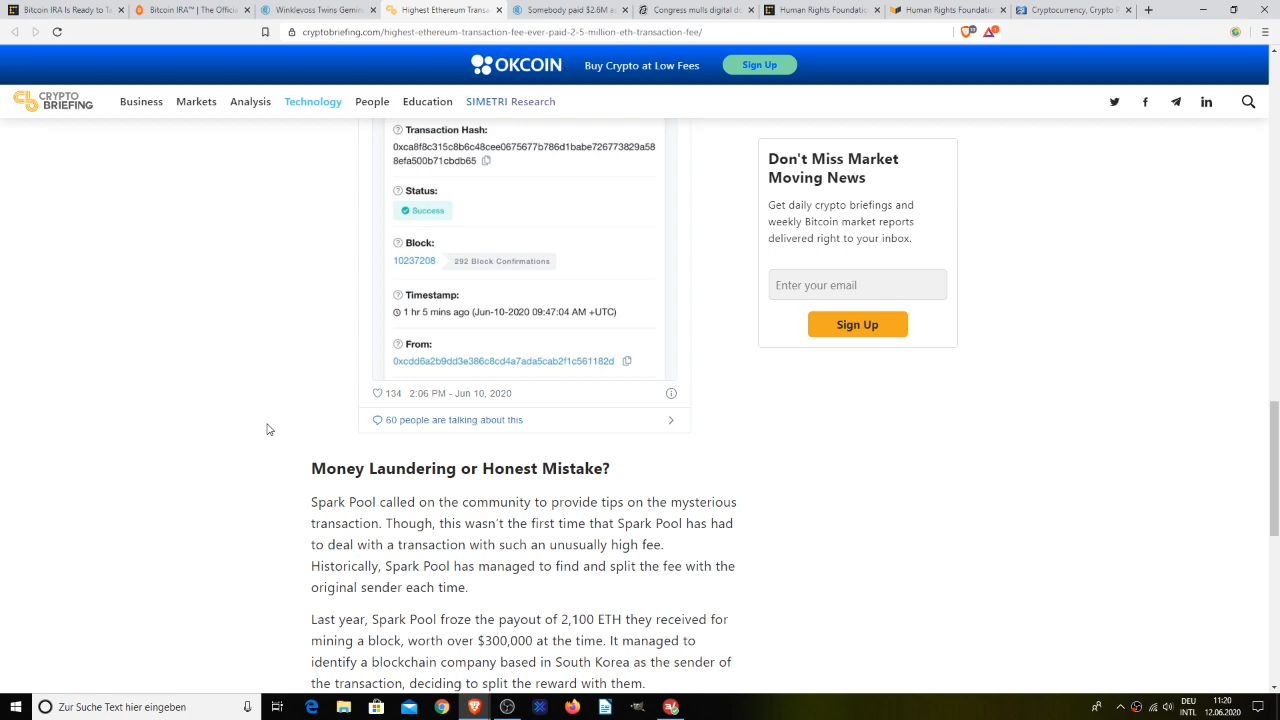 Bitcoin IRA Launches 24/7
Bitcoin IRA™ | The Official
Winklevoss Twins Gemini
Highest Ethereum Transa
Somebody paid $2.6M as
Congress mulls digital do
Human Rights Foundation
Human Rights Foundation
Cryptocurrency, Crypto E
cryptobriefing.com/highest-ethereum-transaction-fee-ever-paid-2-5-million-eth-transaction-fee/
OKCOIN Buy Crypto at Low Fees Sign Up
CRYPTO
BRIEFING
Business Markets Analysis Technology People Education SIMETRI Research
Transaction Hash:
0xca8f8c315c8b6c48cee0675677b786d1babe726773829a58
8efa500b71cbdb65
Status:
Success
Block:
10237208 292 Block Confirmations
Timestamp:
1 hr 5 mins ago (Jun-10-2020 09:47:04 AM +UTC)
From:
0xcdd6a2b9dd3e386c8cd4a7ada5cab2f1c561182d
134 2:06 PM - Jun 10, 2020
60 people are talking about this
Money Laundering or Honest Mistake?
Spark Pool called on the community to provide tips on the mysterious
transaction. Though, this wasn't the first time that Spark Pool has had
to deal with a transaction with such an unusually high fee.
Historically, Spark Pool has managed to find and split the fee with the
original sender each time.
Last year, Spark Pool froze the payout of 2,100 ETH they received for
mining a block, worth over $300,000 at the time. It managed to
identify a blockchain company based in South Korea as the sender of
the transaction, deciding to split the reward with them.
Don't Miss Market
Moving News
Get daily crypto briefings and
weekly Bitcoin market reports
delivered right to your inbox.
Enter your email
Sign Up
Zur Suche Text hier eingeben
DEU
INTL
11:20
12.06.2020